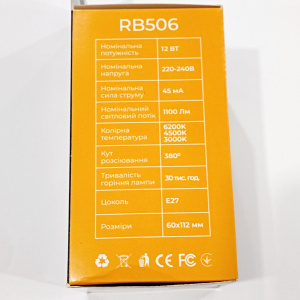 RB506
Номінальна потужність 12 ВТ
Номінальна напруга 220-240В
Номінальна сила струму 45 мА
Номінальний світловий потік 1100 Лм
Колірна температура 6200К 4500К 3000К
Кут розсіювання 380°
Тривалість горіння лампи 30 тис. год.
Цоколь Е27
Розміри 60х112 мм
CE FC